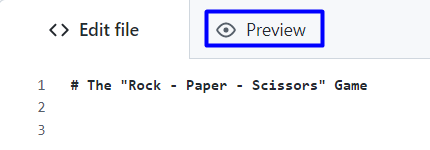 Edit file
Preview
1 # The "Rock - Paper - Scissors" Game
2
3